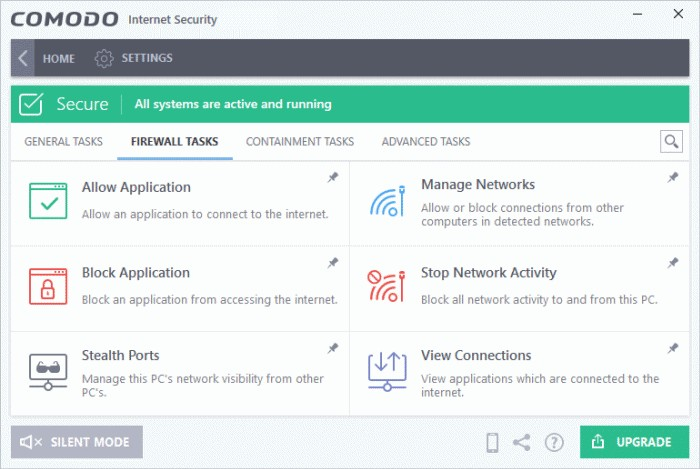 COMODO Internet Security
HOME SETTINGS
Secure All systems are active and running
GENERAL TASKS FIREWALL TASKS CONTAINMENT TASKS ADVANCED TASKS
Allow Application
Allow an application to connect to the internet.
Manage Networks
Allow or block connections from other
computers in detected networks.
Block Application
Block an application from accessing the internet.
Stop Network Activity
Block all network activity to and from this PC.
Stealth Ports
Manage this PC's network visibility from other
PC's.
View Connections
View applications which are connected to the
internet.
SILENT MODE
? UPGRADE